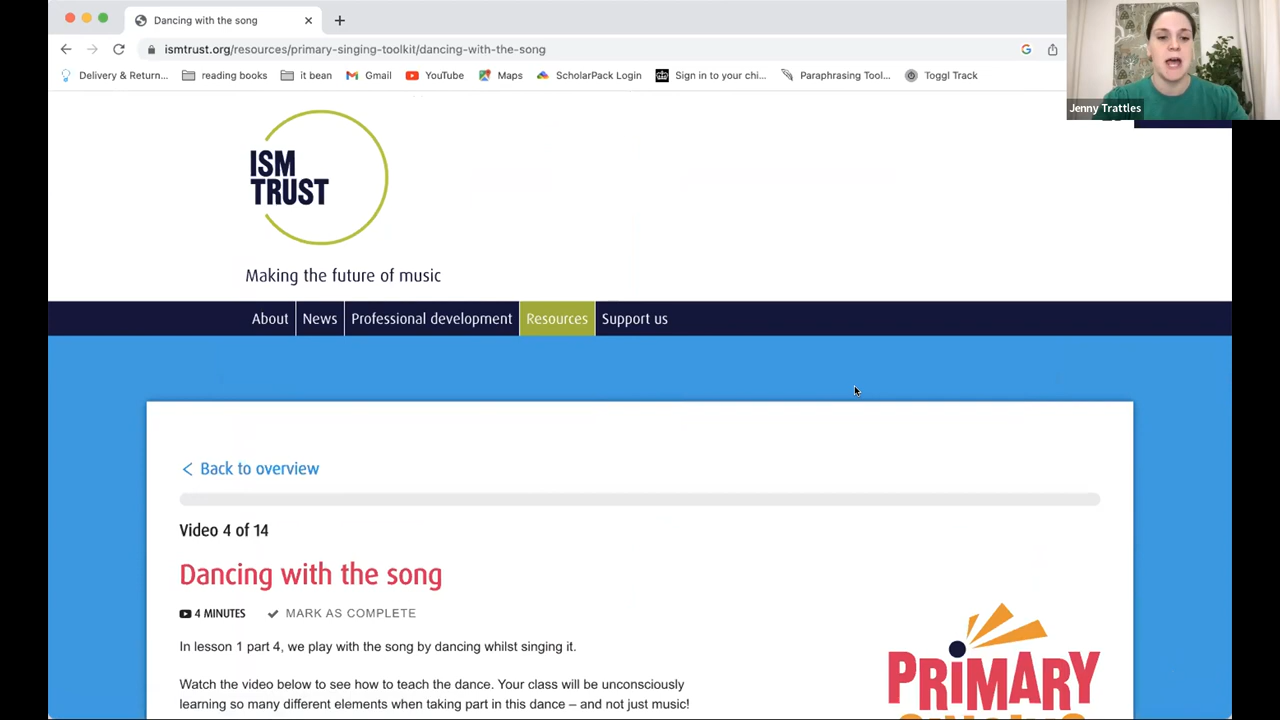 Dancing with the song
ismtrust.org/resources/primary-singing-toolkit/dancing-with-the-song
Delivery & Return...
reading books
it bean
Gmail
YouTube
Maps
ScholarPack Login
Sign in to your chi...
Paraphrasing Tool...
Toggl Track
Jenny Trattles
ISM
TRUST
Making the future of music
About
News
Professional development
Resources
Support us
Back to overview
Video 4 of 14
Dancing with the song
4 MINUTES
MARK AS COMPLETE
In lesson 1 part 4, we play with the song by dancing whilst singing it.
Watch the video below to see how to teach the dance. Your class will be unconsciously
learning so many different elements when taking part in this dance – and not just music!
PRIMARY